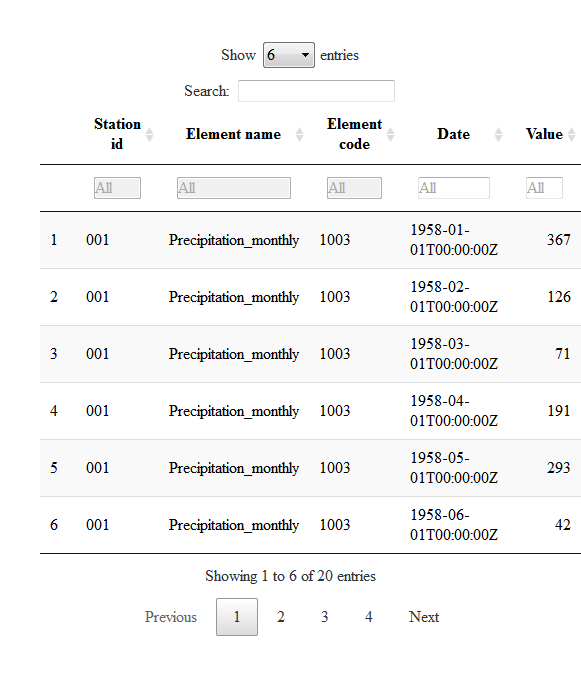 Show 6 entries
Search:
Station id Element name Element code Date Value
All All All All All
1 001 Precipitation_monthly 1003 1958-01-01T00:00:00Z 367
2 001 Precipitation_monthly 1003 1958-02-01T00:00:00Z 126
3 001 Precipitation_monthly 1003 1958-03-01T00:00:00Z 71
4 001 Precipitation_monthly 1003 1958-04-01T00:00:00Z 191
5 001 Precipitation_monthly 1003 1958-05-01T00:00:00Z 293
6 001 Precipitation_monthly 1003 1958-06-01T00:00:00Z 42
Showing 1 to 6 of 20 entries
Previous 1 2 3 4 Next